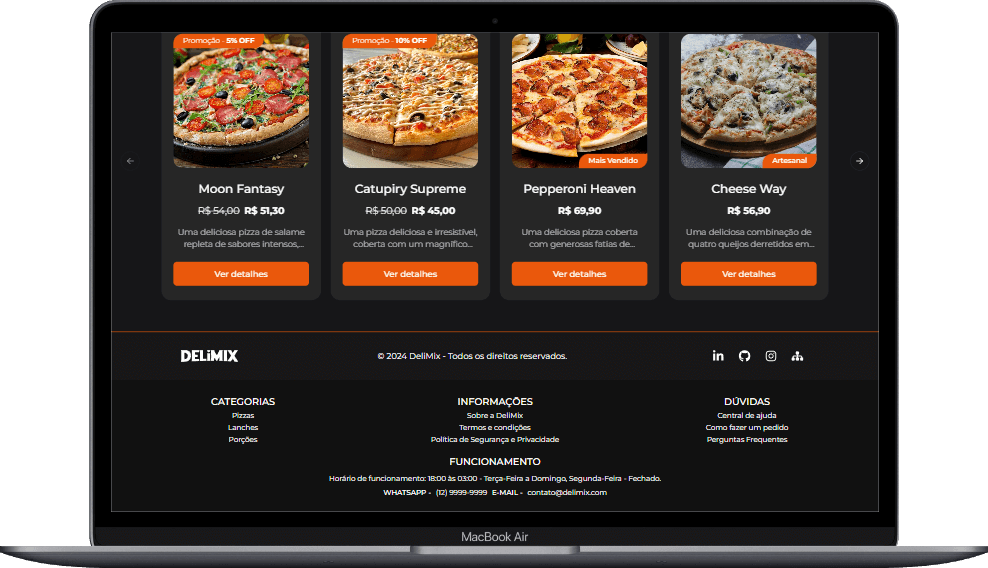 Promoção - 5% OFF
Promoção - 10% OFF
Mais Vendido
Artesanal
Moon Fantasy
R$ 54,00 R$ 51,30
Uma deliciosa pizza de salame
repleta de sabores intensos,...
Ver detalhes
Catupiry Supreme
R$ 50,00 R$ 45,00
Uma pizza deliciosa e irresistível,
coberta com um magnífico...
Ver detalhes
Pepperoni Heaven
R$ 69,90
Uma deliciosa pizza coberta
com generosas fatias de...
Ver detalhes
Cheese Way
R$ 56,90
Uma deliciosa combinação de
quatro queijos derretidos em...
Ver detalhes
DELiMIX
© 2024 DeliMix - Todos os direitos reservados.
CATEGORIAS
Pizzas
Lanches
Porções
INFORMAÇÕES
Sobre a DeliMix
Termos e condições
Política de Segurança e Privacidade
DÚVIDAS
Central de ajuda
Como fazer um pedido
Perguntas Frequentes
FUNCIONAMENTO
Horário de funcionamento: 18:00 às 03:00 - Terça-Feira a Domingo, Segunda-Feira - Fechado.
WHATSAPP - (12) 9999-9999 E-MAIL - contato@delimix.com
MacBook Air